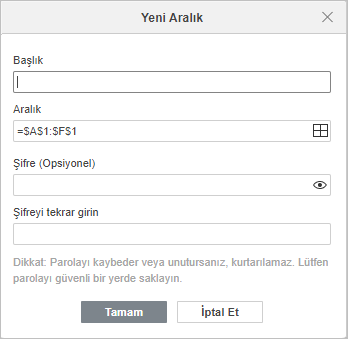 Yeni Aralık
Başlık
Aralık
=$A$1:$F$1
Şifre (Opsiyonel)
Şifreyi tekrar girin
Dikkat: Parolayı kaybeder veya unutursanız, kurtarılamaz. Lütfen
parolayı güvenli bir yerde saklayın.
Tamam
İptal Et